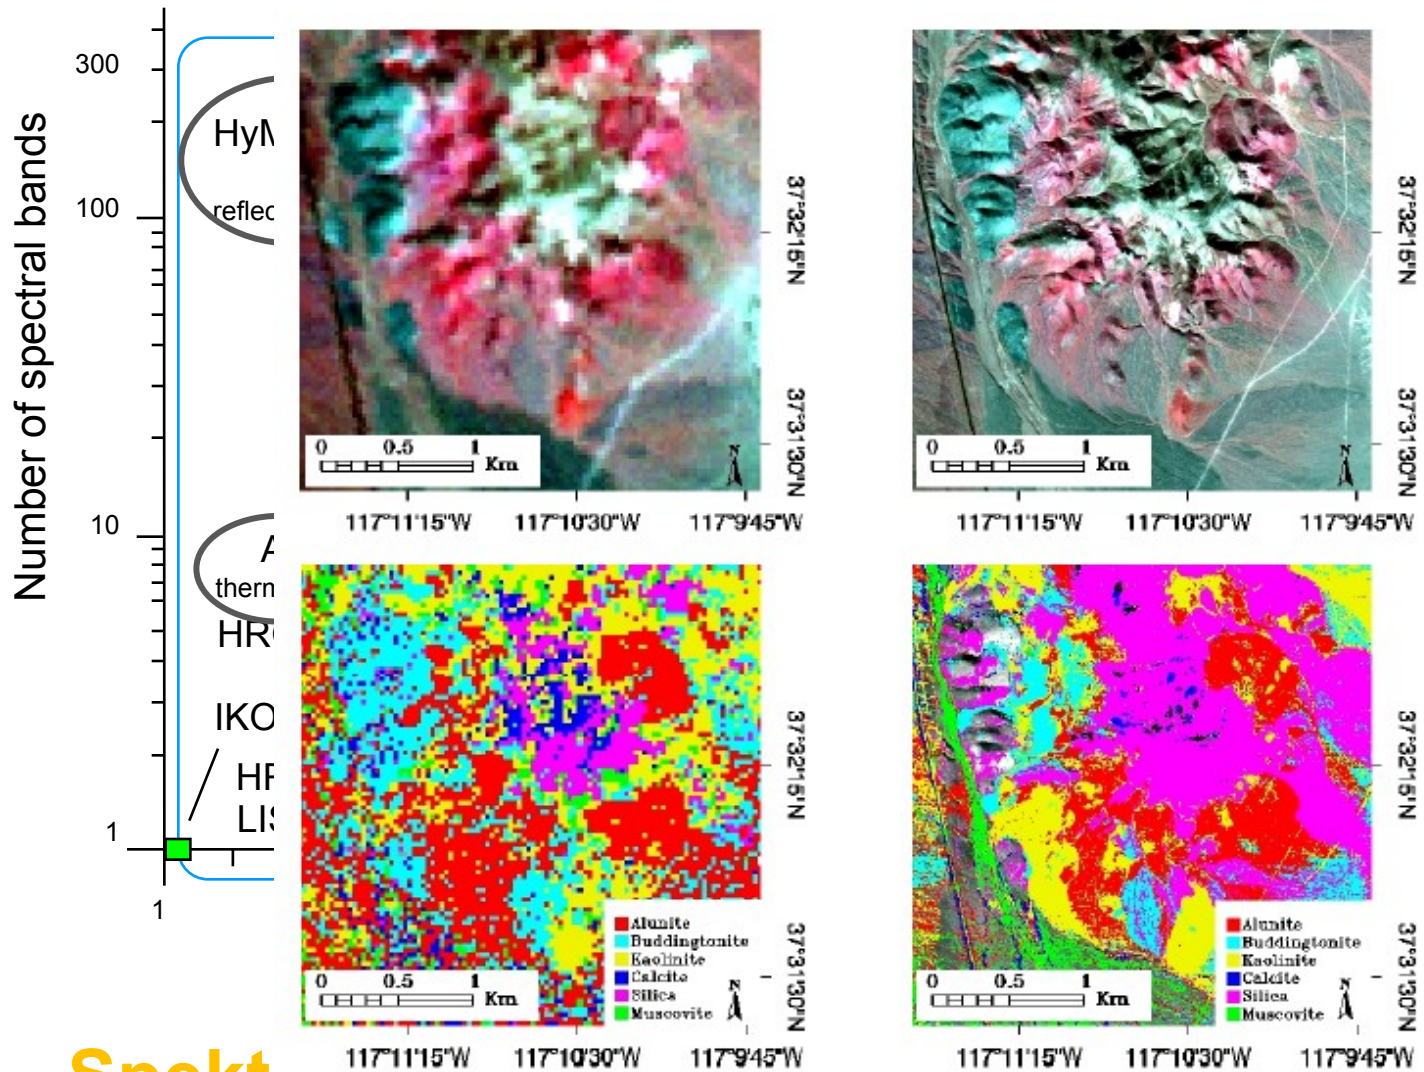 Number of spectral bands
300
100
10
1
1
HyM
reflec
A
therm
HR
IKO
HR
LIS
Spekt
0 0.5 1
Km
N
37°32'15"N
37°31'30"N
117°11'15"W 117°10'30"W 117°9'45"W
0 0.5 1
Km
N
37°32'15"N
37°31'30"N
117°11'15"W 117°10'30"W 117°9'45"W
Alunite
Buddingtonite
Kaolinite
Calcite
Silica
Muscovite
0 0.5 1
Km
N
37°32'15"N
37°31'30"N
117°11'15"W 117°10'30"W 117°9'45"W
Alunite
Buddingtonite
Kaolinite
Calcite
Silica
Muscovite
0 0.5 1
Km
N
37°32'15"N
37°31'30"N
117°11'15"W 117°10'30"W 117°9'45"W